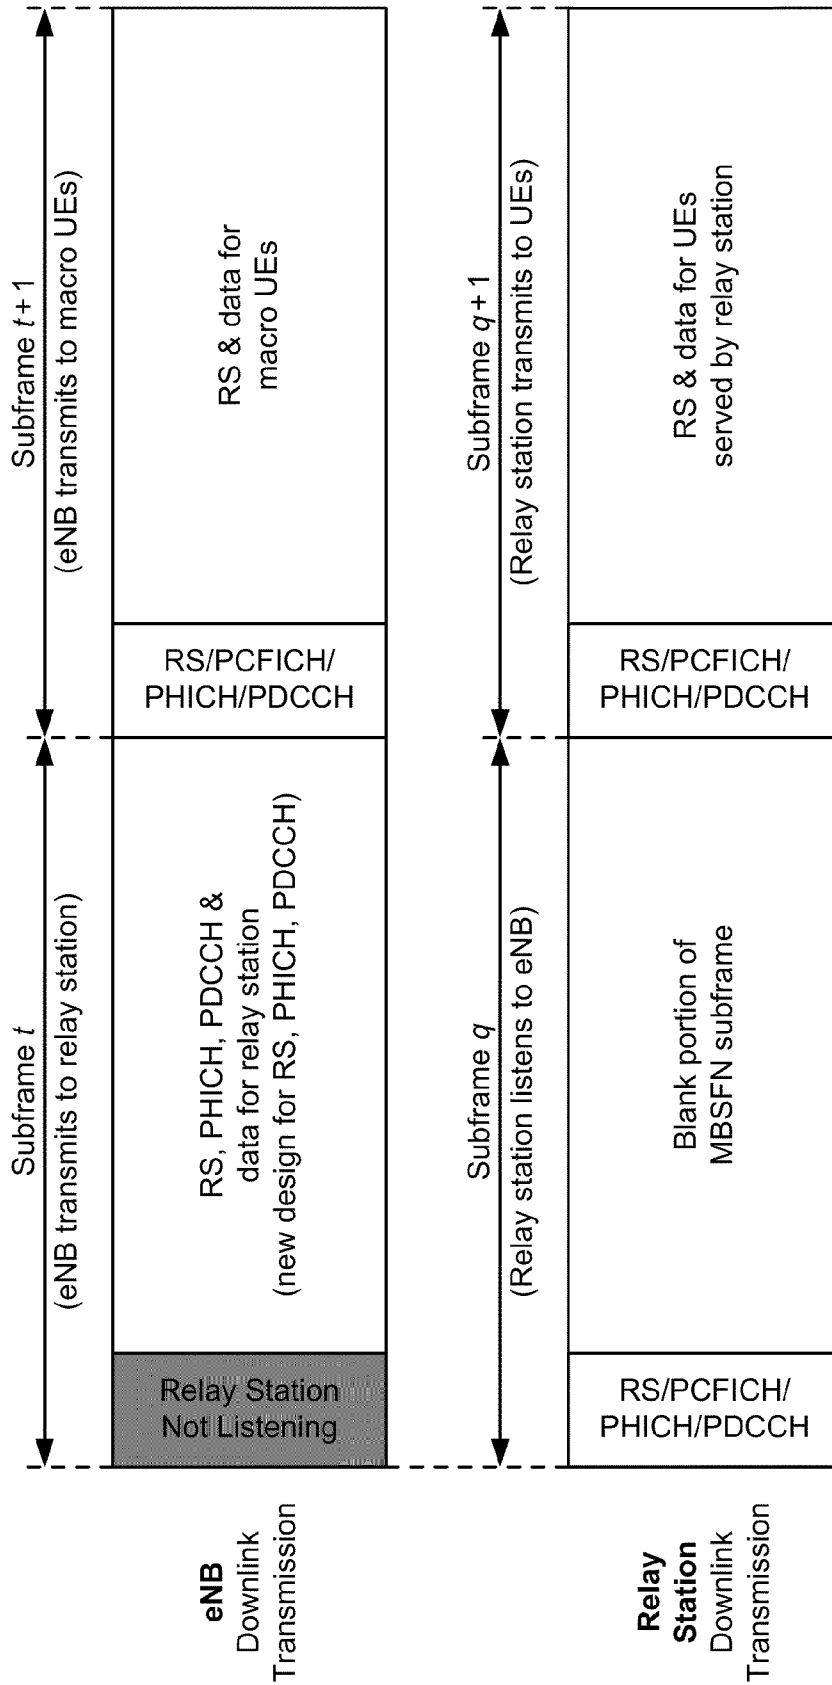 Subframe t
(eNB transmits to relay station)
Subframe t + 1
(eNB transmits to macro UEs)
eNB
Downlink
Transmission
Relay Station
Not Listening
RS, PHICH, PDCCH &
data for relay station
(new design for RS, PHICH, PDCCH)
RS/PCFICH/
PHICH/PDCCH
RS & data for
macro UEs
Subframe q
(Relay station listens to eNB)
Subframe q + 1
(Relay station transmits to UEs)
Relay
Station
Downlink
Transmission
RS/PCFICH/
PHICH/PDCCH
Blank portion of
MBSFN subframe
RS/PCFICH/
PHICH/PDCCH
RS & data for UEs
served by relay station